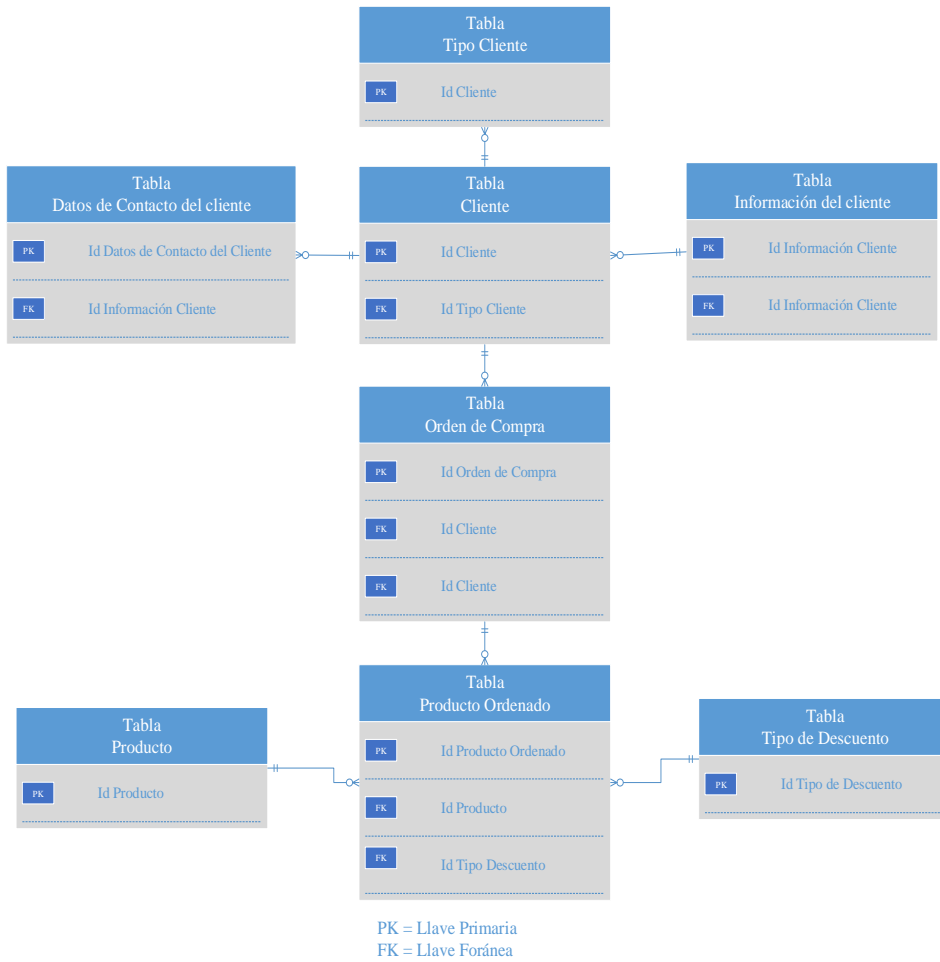 Tabla
Tipo Cliente
PK Id Cliente
Tabla
Datos de Contacto del cliente
PK Id Datos de Contacto del Cliente
FK Id Información Cliente
Tabla
Cliente
PK Id Cliente
FK Id Tipo Cliente
Tabla
Información del cliente
PK Id Información Cliente
FK Id Información Cliente
Tabla
Orden de Compra
PK Id Orden de Compra
FK Id Cliente
FK Id Cliente
Tabla
Producto
PK Id Producto
Tabla
Producto Ordenado
PK Id Producto Ordenado
FK Id Producto
FK Id Tipo Descuento
Tabla
Tipo de Descuento
PK Id Tipo de Descuento
PK = Llave Primaria
FK = Llave Foránea